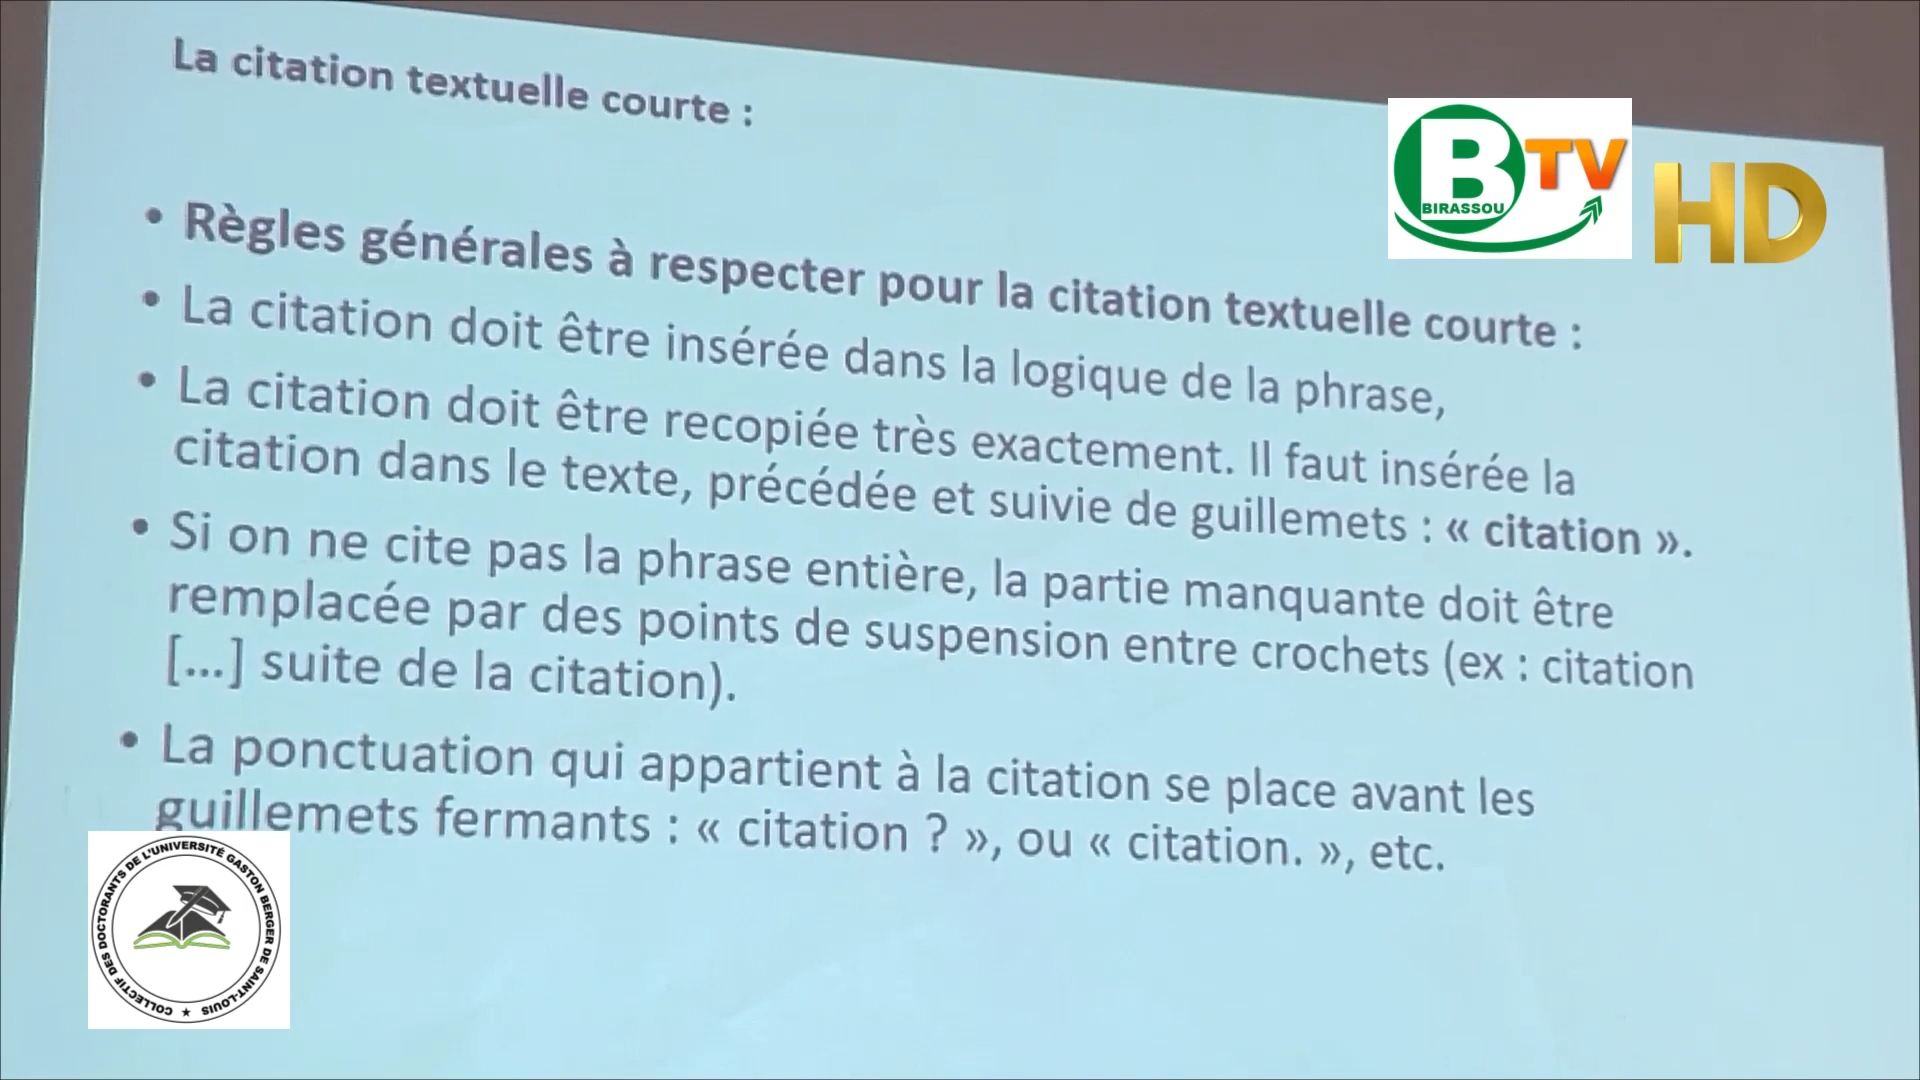 La citation textuelle courte :
B TV
BIRASSOU
HD
• Règles générales à respecter pour la citation textuelle courte :
• La citation doit être insérée dans la logique de la phrase,
• La citation doit être recopiée très exactement. Il faut insérée la
citation dans le texte, précédée et suivie de guillemets : « citation ».
• Si on ne cite pas la phrase entière, la partie manquante doit être
remplacée par des points de suspension entre crochets (ex : citation
[...] suite de la citation).
• La ponctuation qui appartient à la citation se place avant les
guillemets fermants : « citation ? », ou « citation. », etc.
COLLECTIF DES DOCTORANTS DE L'UNIVERSITÉ GASTON BERGER DE SAINT-LOUIS ★